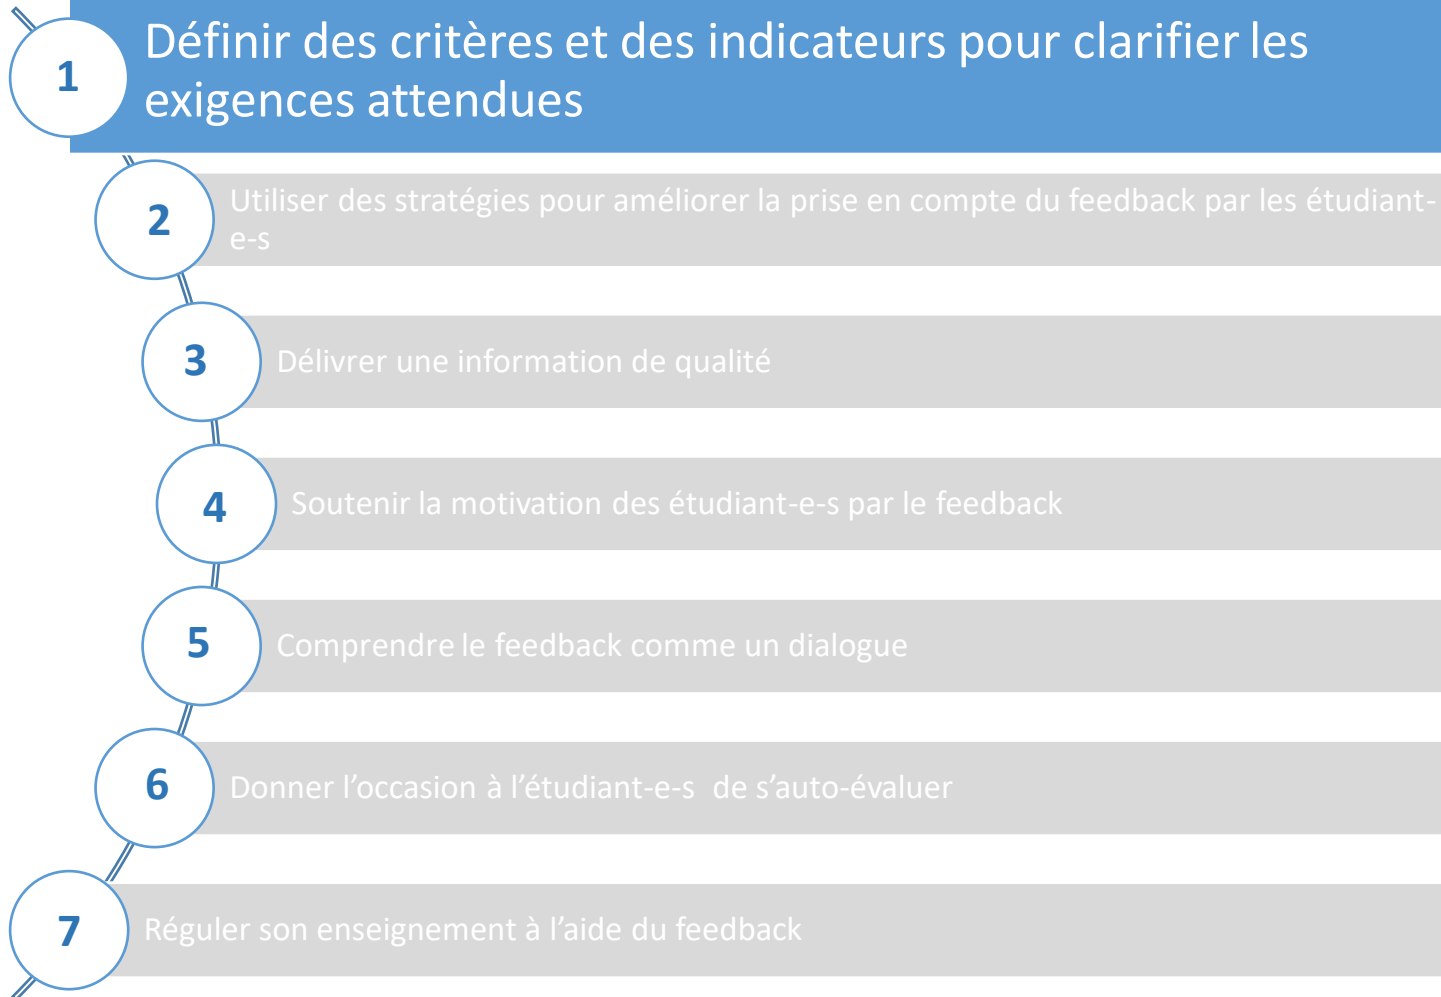 1
Définir des critères et des indicateurs pour clarifier les
exigences attendues
2
Utiliser des stratégies pour améliorer la prise en compte du feedback par les étudiant-
e-s
3
Délivrer une information de qualité
4
Soutenir la motivation des étudiant-e-s par le feedback
5
Comprendre le feedback comme un dialogue
6
Donner l’occasion à l’étudiant-e-s  de s’auto-évaluer
7
Réguler son enseignement à l’aide du feedback